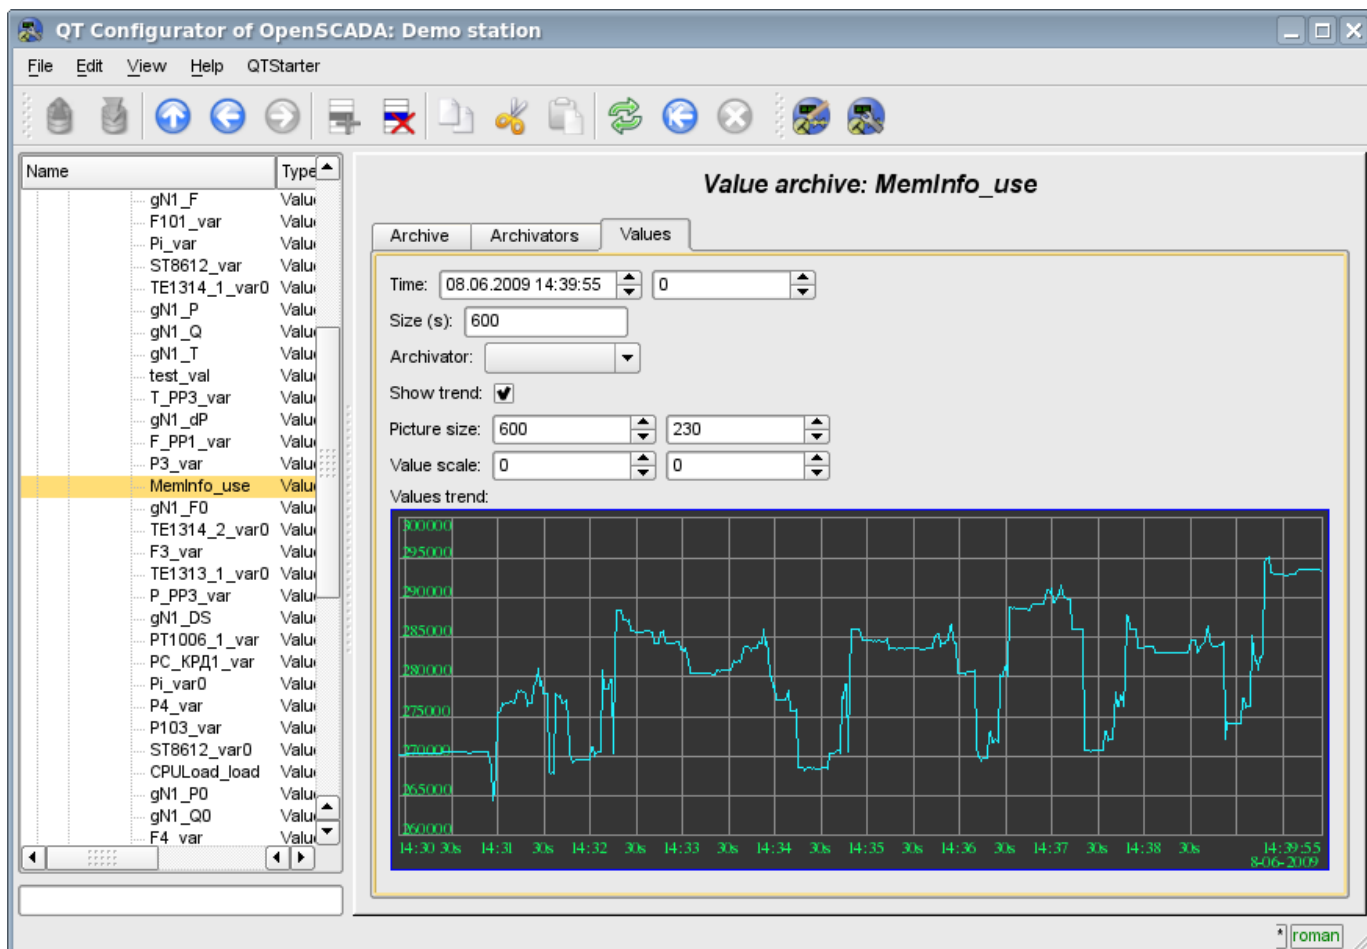 QT Configurator of OpenSCADA: Demo station
File Edit View Help QTStarter
Name Type
gN1_F Valu
F101_var Valu
Pi_var Valu
ST8612_var Valu
TE1314_1_var0 Valu
gN1_P Valu
gN1_Q Valu
gN1_T Valu
test_val Valu
T_PP3_var Valu
gN1_dP Valu
F_PP1_var Valu
P3_var Valu
MemInfo_use Valu
gN1_F0 Valu
TE1314_2_var0 Valu
F3_var Valu
TE1313_1_var0 Valu
P_PP3_var Valu
gN1_DS Valu
PT1006_1_var Valu
PC_КРД1_var Valu
Pi_var0 Valu
P4_var Valu
P103_var Valu
ST8612_var0 Valu
CPULoad_load Valu
gN1_P0 Valu
gN1_Q0 Valu
F4_var Valu
Value archive: MemInfo_use
Archive Archivators Values
Time: 08.06.2009 14:39:55 0
Size (s): 600
Archivator:
Show trend:
Picture size: 600 230
Value scale: 0 0
Values trend:
300000
295000
290000
285000
280000
275000
270000
265000
260000
14:30 30s 14:31 30s 14:32 30s 14:33 30s 14:34 30s 14:35 30s 14:36 30s 14:37 30s 14:38 30s 14:39:55
8-06-2009
* roman